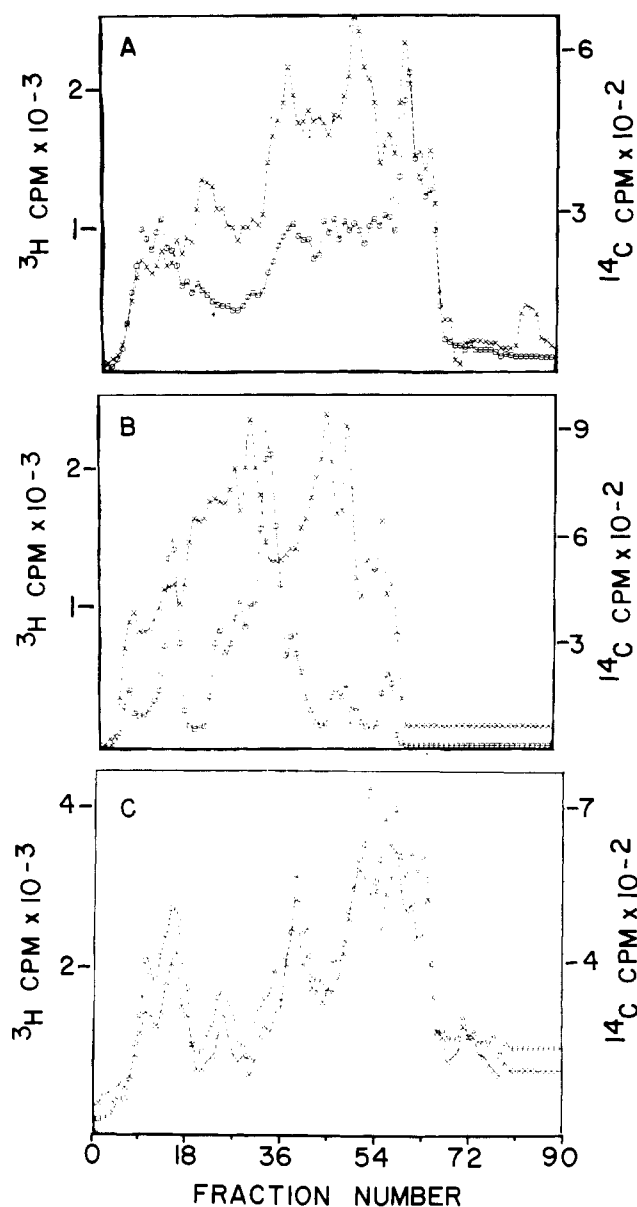 A
³H CPM x 10-3
2-
1-
-6
-3
¹⁴C CPM x 10-2
B
³H CPM x 10-3
2-
1-
-9
-6
-3
¹⁴C CPM x 10-2
C
³H CPM x 10-3
4-
2-
-7
-4
¹⁴C CPM x 10-2
0 18 36 54 72 90
FRACTION NUMBER